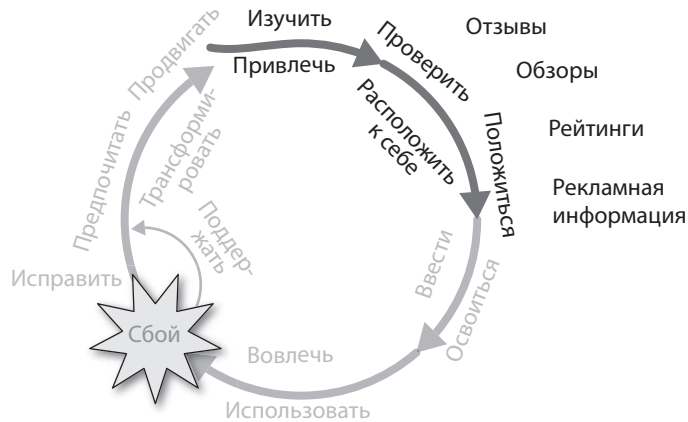 Изучить
Привлечь
Проверить
Расположить
к себе
Положиться
Отзывы
Обзоры
Рейтинги
Рекламная
информация
Ввести
Освоиться
Вовлечь
Использовать
Сбой
Исправить
Поддер-
жать
Предпочитать
Трансформи-
ровать
Продвигать